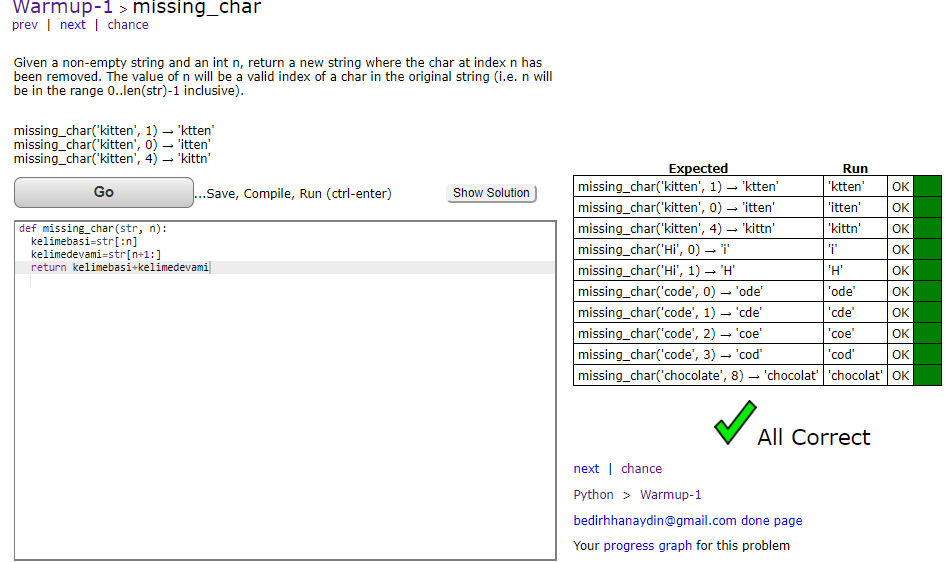 Warmup-1 > missing_char
prev | next | chance
Given a non-empty string and an int n, return a new string where the char at index n has
been removed. The value of n will be a valid index of a char in the original string (i.e. n will
be in the range 0..len(str)-1 inclusive).
missing_char('kitten', 1) → 'ktten'
missing_char('kitten', 0) → 'itten'
missing_char('kitten', 4) → 'kittn'
Go ...Save, Compile, Run (ctrl-enter) Show Solution
def missing_char(str, n):
kelimebasi=str[:n]
kelimedevami=str[n+1:]
return kelimebasi+kelimedevami
Expected Run
missing_char('kitten', 1) → 'ktten' 'ktten' OK
missing_char('kitten', 0) → 'itten' 'itten' OK
missing_char('kitten', 4) → 'kittn' 'kittn' OK
missing_char('Hi', 0) → 'i' 'i' OK
missing_char('Hi', 1) → 'H' 'H' OK
missing_char('code', 0) → 'ode' 'ode' OK
missing_char('code', 1) → 'cde' 'cde' OK
missing_char('code', 2) → 'coe' 'coe' OK
missing_char('code', 3) → 'cod' 'cod' OK
missing_char('chocolate', 8) → 'chocolat' 'chocolat' OK
All Correct
next | chance
Python > Warmup-1
bedirhhanaydin@gmail.com done page
Your progress graph for this problem